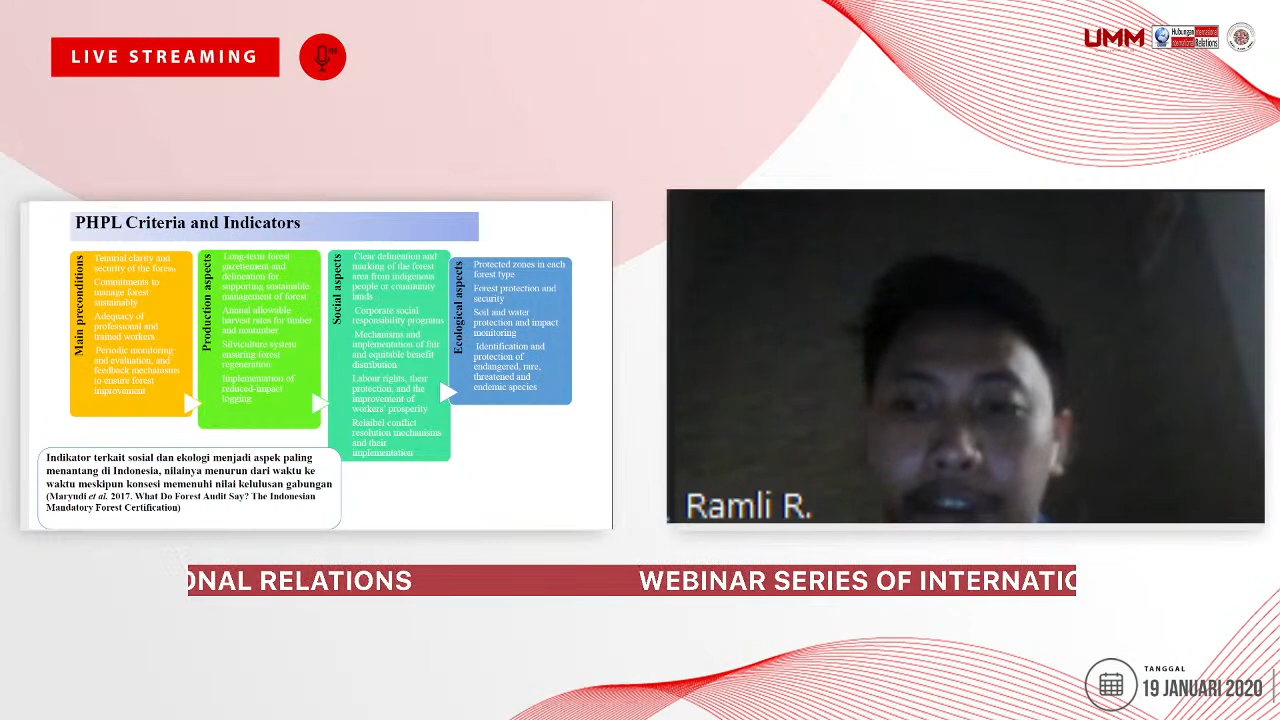 LIVE STREAMING
UMM
Hubungan Internasional
International Relations
PHPL Criteria and Indicators
Main preconditions
Tenurial clarity and
security of the forests
Commitments to
manage forest
sustainably
Adequacy of
professional and
trained workers
Periodic monitoring
and evaluation, and
feedback mechanisms
to ensure forest
improvement
Production aspects
Long-term forest
gazettement and
delineation for
supporting sustainable
management of forest
Annual allowable
harvest rates for timber
and nontimber
Silviculture system
ensuring forest
regeneration
Implementation of
reduced-impact
logging
Social aspects
Clear delineation and
marking of the forest
area from indigenous
people or community
lands
Corporate social
responsibility programs
Mechanisms and
implementation of fair
and equitable benefit
distribution
Labour rights, their
protection, and the
improvement of
workers' prosperity
Relaibel conflict
resolution mechanisms
and their
implementation
Ecological aspects
Protected zones in each
forest type
Forest protection and
security
Soil and water
protection and impact
monitoring
Identification and
protection of
endangered, rare,
threatened and
endemic species
Indikator terkait sosial dan ekologi menjadi aspek paling
menantang di Indonesia, nilainya menurun dari waktu ke
waktu meskipun konsesi memenuhi nilai kelulusan gabungan
(Maryudi et al. 2017. What Do Forest Audit Say? The Indonesian
Mandatory Forest Certification)
Ramli R.
ONAL RELATIONS WEBINAR SERIES OF INTERNATIO
TANGGAL
19 JANUARI 2020